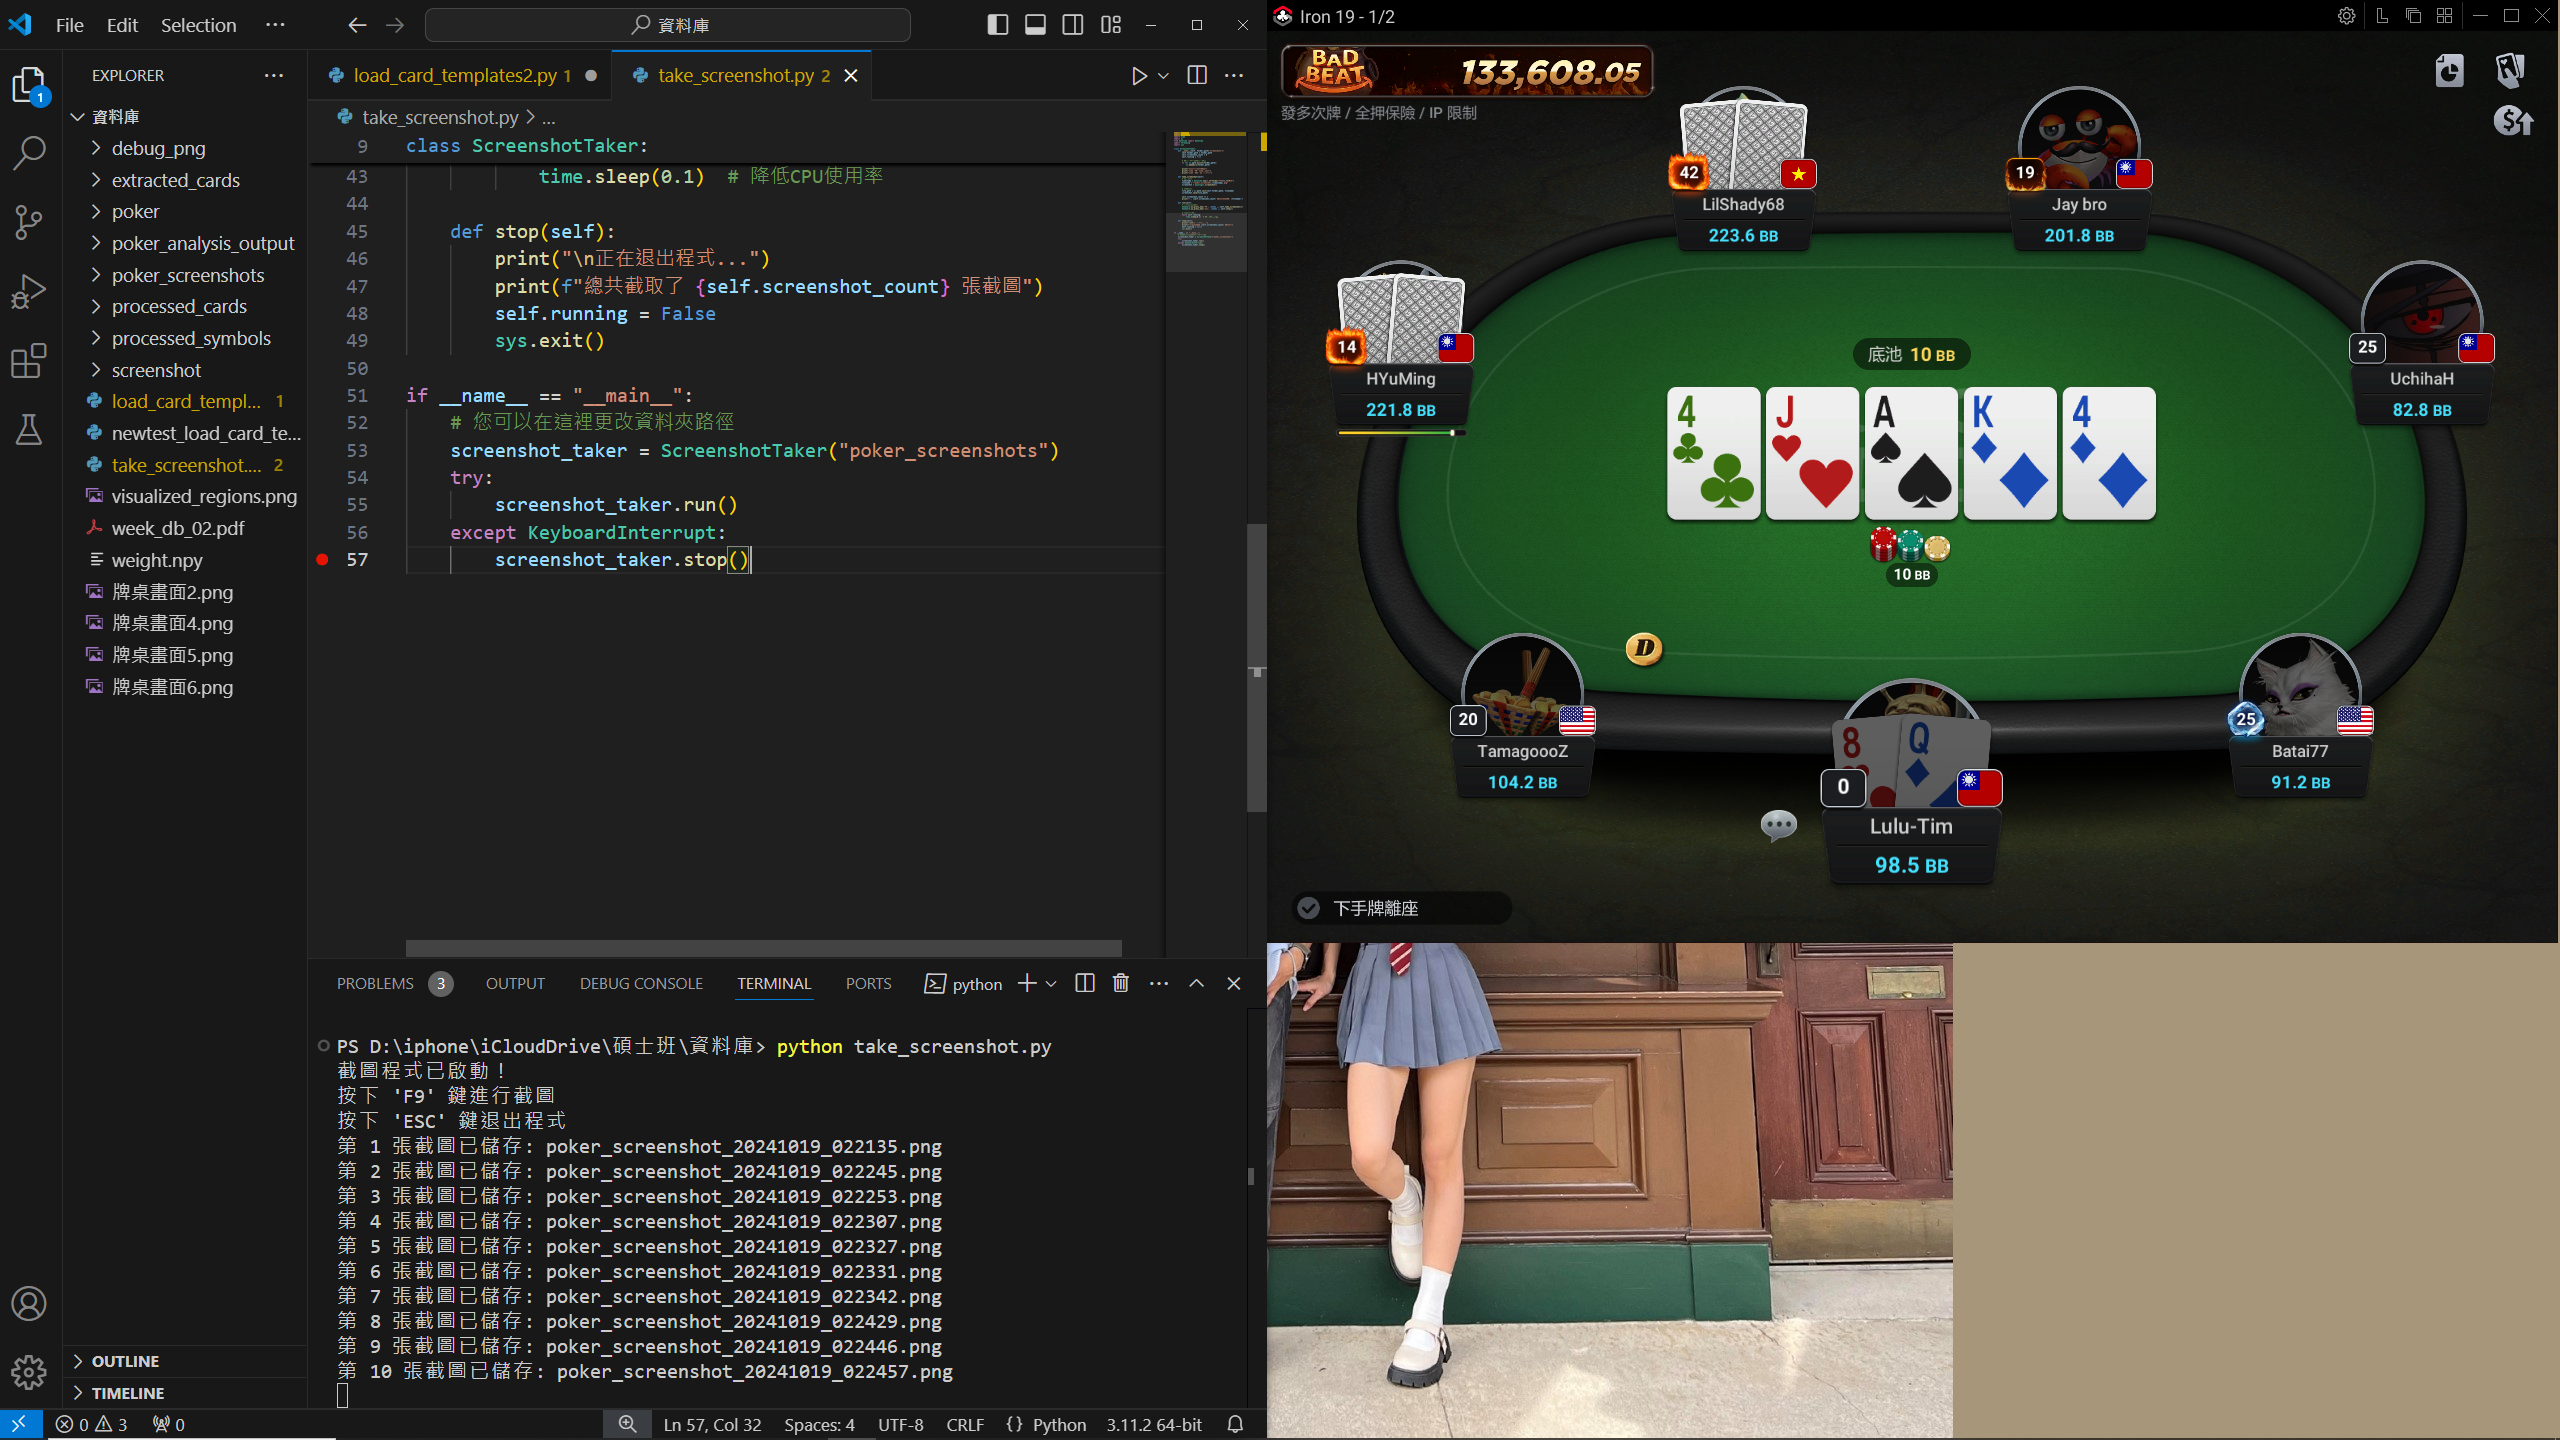 File Edit Selection ···
資料庫
EXPLORER ···
資料庫
debug_png
extracted_cards
poker
poker_analysis_output
poker_screenshots
processed_cards
processed_symbols
screenshot
load_card_templ... 1
newtest_load_card_te...
take_screenshot.... 2
visualized_regions.png
week_db_02.pdf
weight.npy
牌桌畫面2.png
牌桌畫面4.png
牌桌畫面5.png
牌桌畫面6.png
OUTLINE
TIMELINE
1
load_card_templates2.py 1
take_screenshot.py 2
take_screenshot.py > ...
9 class ScreenshotTaker:
43 time.sleep(0.1)  # 降低CPU使用率
44
45 def stop(self):
46 print("\n正在退出程式...")
47 print(f"總共截取了 {self.screenshot_count} 張截圖")
48 self.running = False
49 sys.exit()
50
51 if __name__ == "__main__":
52 # 您可以在這裡更改資料夾路徑
53 screenshot_taker = ScreenshotTaker("poker_screenshots")
54 try:
55 screenshot_taker.run()
56 except KeyboardInterrupt:
57 screenshot_taker.stop()
PROBLEMS 3 OUTPUT DEBUG CONSOLE TERMINAL PORTS python
PS D:\iphone\iCloudDrive\碩士班\資料庫> python take_screenshot.py
截圖程式已啟動！
按下 'F9' 鍵進行截圖
按下 'ESC' 鍵退出程式
第 1 張截圖已儲存: poker_screenshot_20241019_022135.png
第 2 張截圖已儲存: poker_screenshot_20241019_022245.png
第 3 張截圖已儲存: poker_screenshot_20241019_022253.png
第 4 張截圖已儲存: poker_screenshot_20241019_022307.png
第 5 張截圖已儲存: poker_screenshot_20241019_022327.png
第 6 張截圖已儲存: poker_screenshot_20241019_022331.png
第 7 張截圖已儲存: poker_screenshot_20241019_022342.png
第 8 張截圖已儲存: poker_screenshot_20241019_022429.png
第 9 張截圖已儲存: poker_screenshot_20241019_022446.png
第 10 張截圖已儲存: poker_screenshot_20241019_022457.png
0 3 0 Ln 57, Col 32 Spaces: 4 UTF-8 CRLF {} Python 3.11.2 64-bit
Iron 19 - 1/2
BAD BEAT 133,608.05
發多次牌 / 全押保險 / IP 限制
42
LilShady68
223.6 BB
19
Jay bro
201.8 BB
14
HYuMing
221.8 BB
25
UchihaH
82.8 BB
底池 10 BB
4 J A K 4
10 BB
D
20
TamagoooZ
104.2 BB
8 Q
0
Lulu-Tim
98.5 BB
25
Batai77
91.2 BB
下手牌離座